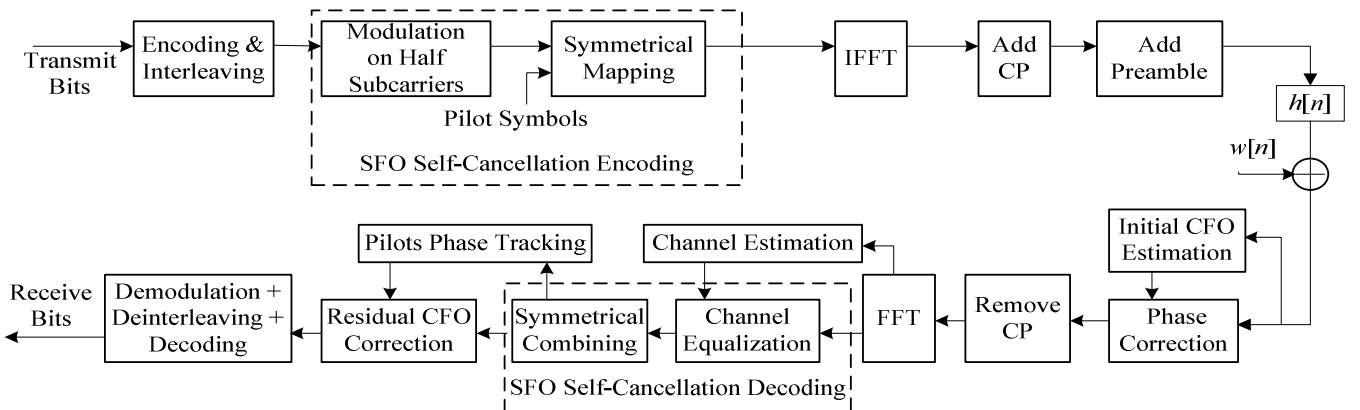 Transmit
Bits
Encoding &
Interleaving
Modulation
on Half
Subcarriers
Symmetrical
Mapping
Pilot Symbols
SFO Self-Cancellation Encoding
IFFT
Add
CP
Add
Preamble
h[n]
w[n]
Initial CFO
Estimation
Phase
Correction
Remove
CP
FFT
Channel Estimation
Channel
Equalization
Symmetrical
Combining
SFO Self-Cancellation Decoding
Pilots Phase Tracking
Residual CFO
Correction
Demodulation +
Deinterleaving +
Decoding
Receive
Bits